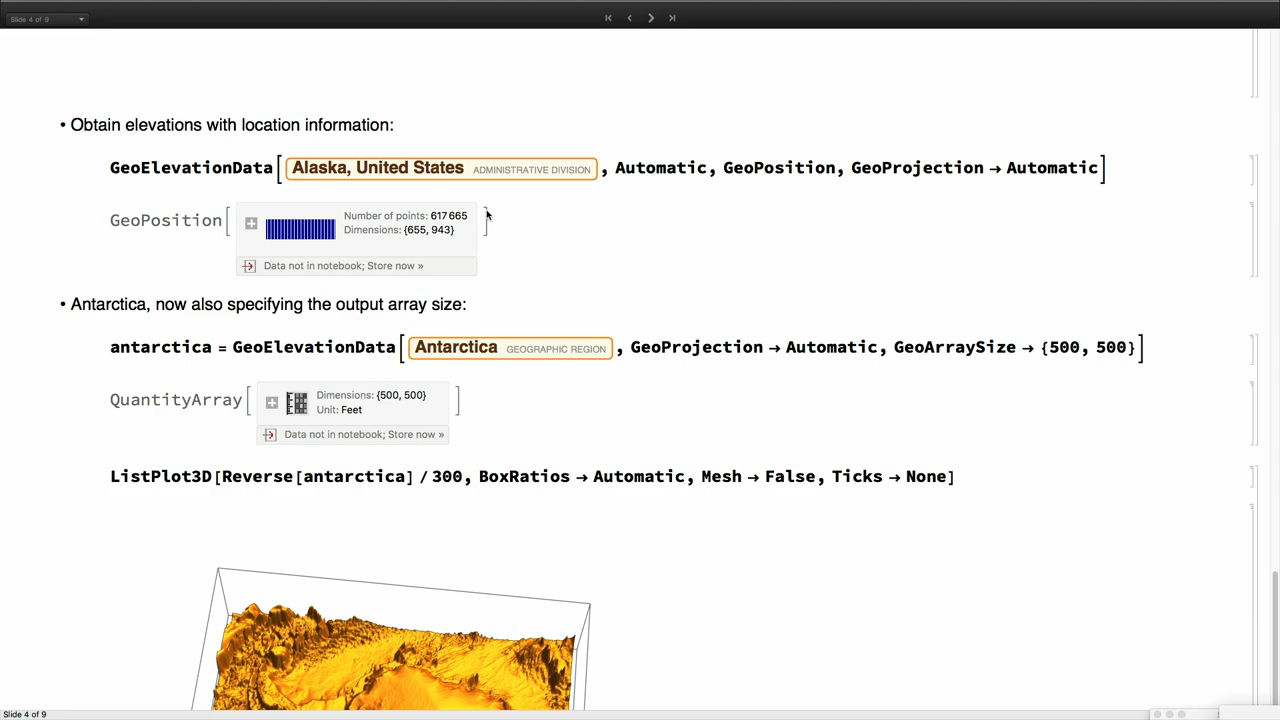 Slide 4 of 9
• Obtain elevations with location information:
GeoElevationData[ Alaska, United States ADMINISTRATIVE DIVISION , Automatic, GeoPosition, GeoProjection → Automatic]
GeoPosition[ Number of points: 617 665 ]
Dimensions: {655, 943}
Data not in notebook; Store now »
• Antarctica, now also specifying the output array size:
antarctica = GeoElevationData[ Antarctica GEOGRAPHIC REGION , GeoProjection → Automatic, GeoArraySize → {500, 500}]
QuantityArray[ Dimensions: {500, 500} ]
Unit: Feet
Data not in notebook; Store now »
ListPlot3D[Reverse[antarctica] / 300, BoxRatios → Automatic, Mesh → False, Ticks → None]
Slide 4 of 9